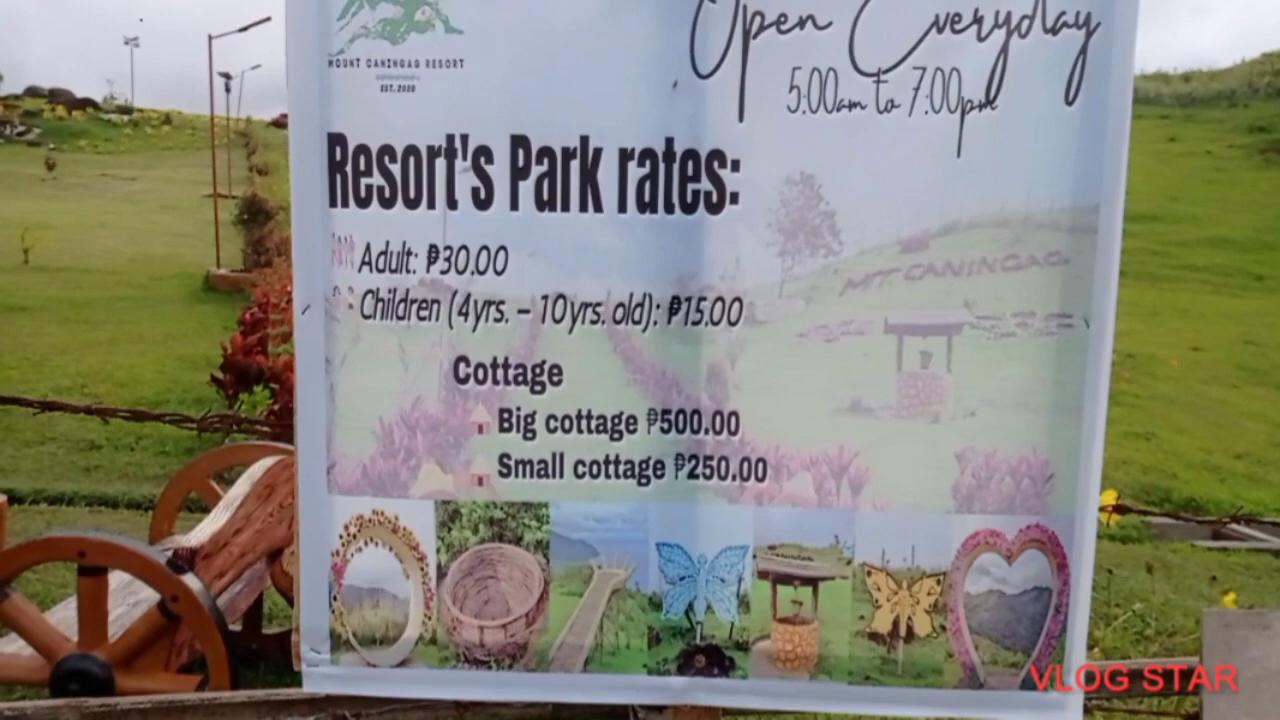 Open Everyday
5:00am to 7:00pm
MOUNT CANINGAG RESORT
EST. 2020
Resort's Park rates:
Adult: ₱30.00
Children (4yrs. – 10yrs. old): ₱15.00
MT. CANINGAG
Cottage
Big cottage ₱500.00
Small cottage ₱250.00
VLOG STAR